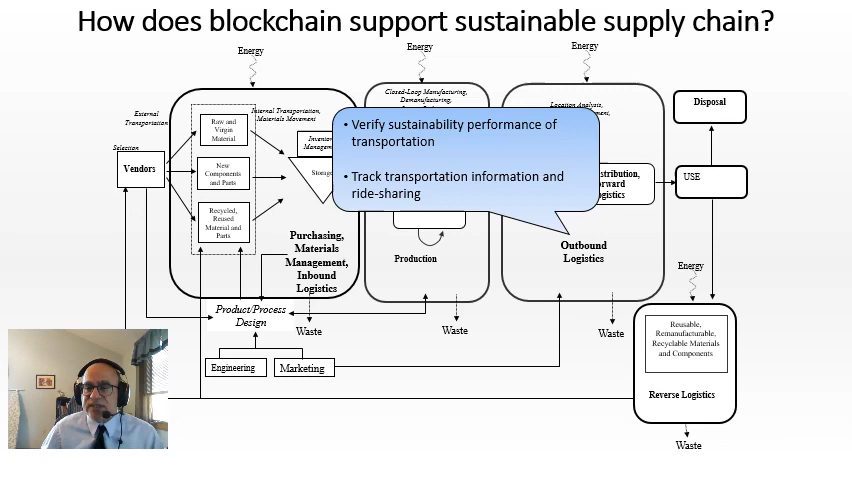 How does blockchain support sustainable supply chain?
Energy
Energy
Energy
External
Transportation
Selection
Vendors
Raw and
Virgin
Material
New
Components
and Parts
Recycled,
Reused
Material and
Parts
Internal Transportation,
Materials Movement
Storage
Purchasing,
Materials
Management,
Inbound
Logistics
Closed-Loop Manufacturing,
Demanufacturing,
• Verify sustainability performance of
transportation
• Track transportation information and
ride-sharing
Production
Location Analysis,
Outbound
Logistics
Disposal
USE
Energy
Reusable,
Remanufacturable,
Recyclable Materials
and Components
Reverse Logistics
Waste
Product/Process
Design
Waste
Waste
Waste
Engineering
Marketing